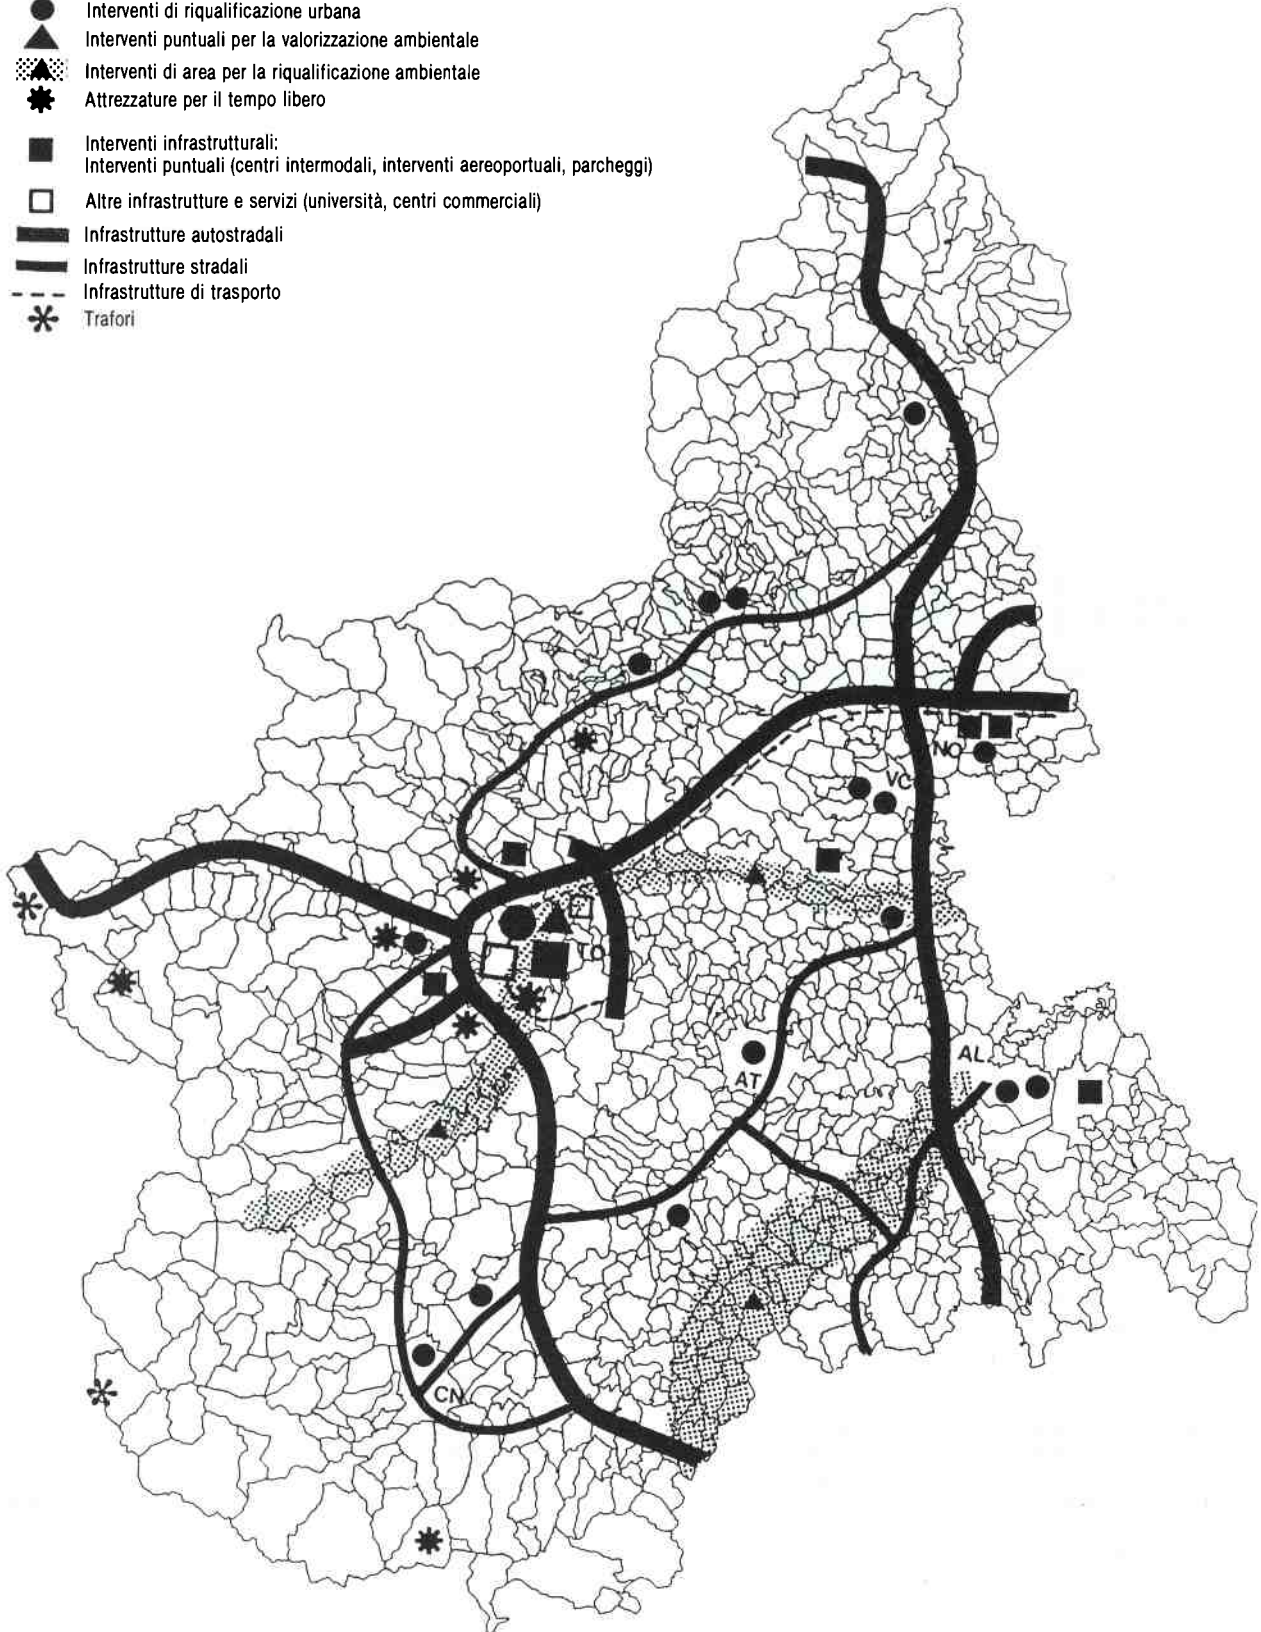 Interventi di riqualificazione urbana
Interventi puntuali per la valorizzazione ambientale
Interventi di area per la riqualificazione ambientale
Attrezzature per il tempo libero
Interventi infrastrutturali:
Interventi puntuali (centri intermodali, interventi aereoportuali, parcheggi)
Altre infrastrutture e servizi (università, centri commerciali)
Infrastrutture autostradali
Infrastrutture stradali
Infrastrutture di trasporto
Trafori
NO
VC
TO
AL
AT
CN